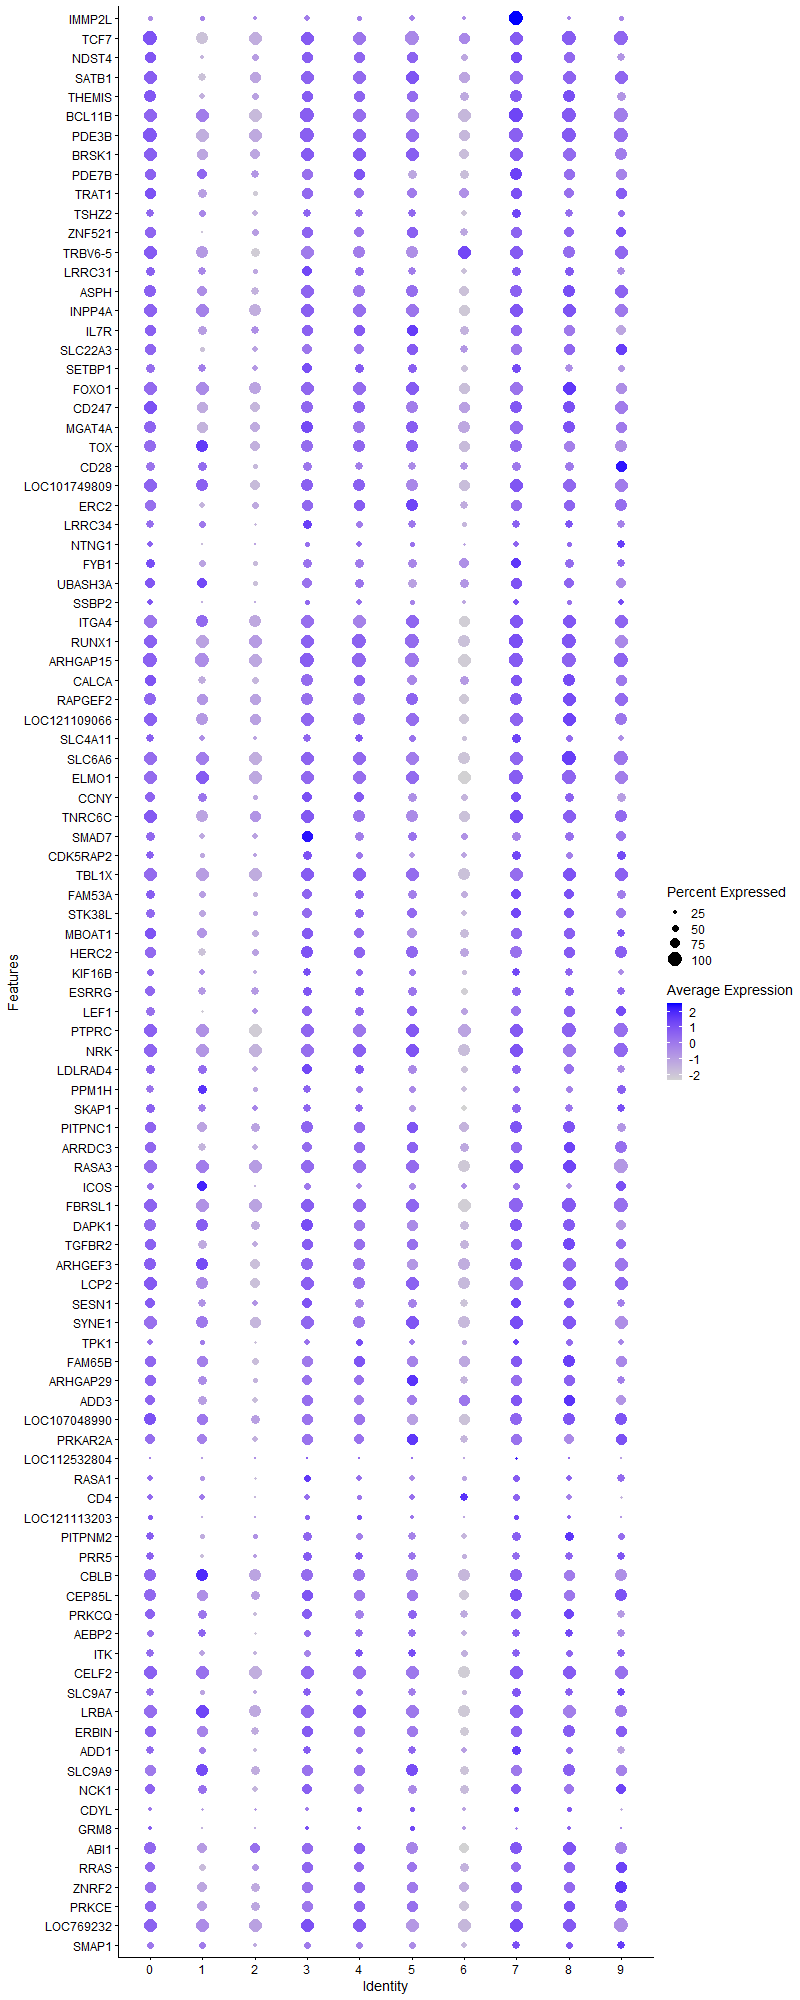 IMMP2L
TCF7
NDST4
SATB1
THEMIS
BCL11B
PDE3B
BRSK1
PDE7B
TRAT1
TSHZ2
ZNF521
TRBV6-5
LRRC31
ASPH
INPP4A
IL7R
SLC22A3
SETBP1
FOXO1
CD247
MGAT4A
TOX
CD28
LOC101749809
ERC2
LRRC34
NTNG1
FYB1
UBASH3A
SSBP2
ITGA4
RUNX1
ARHGAP15
CALCA
RAPGEF2
LOC121109066
SLC4A11
SLC6A6
ELMO1
CCNY
TNRC6C
SMAD7
CDK5RAP2
TBL1X
FAM53A
STK38L
MBOAT1
HERC2
KIF16B
ESRRG
LEF1
PTPRC
NRK
LDLRAD4
PPM1H
SKAP1
PITPNC1
ARRDC3
RASA3
ICOS
FBRSL1
DAPK1
TGFBR2
ARHGEF3
LCP2
SESN1
SYNE1
TPK1
FAM65B
ARHGAP29
ADD3
LOC107048990
PRKAR2A
LOC112532804
RASA1
CD4
LOC121113203
PITPNM2
PRR5
CBLB
CEP85L
PRKCQ
AEBP2
ITK
CELF2
SLC9A7
LRBA
ERBIN
ADD1
SLC9A9
NCK1
CDYL
GRM8
ABI1
RRAS
ZNRF2
PRKCE
LOC769232
SMAP1
Features
0 1 2 3 4 5 6 7 8 9
Identity
Percent Expressed
25
50
75
100
Average Expression
2
1
0
-1
-2